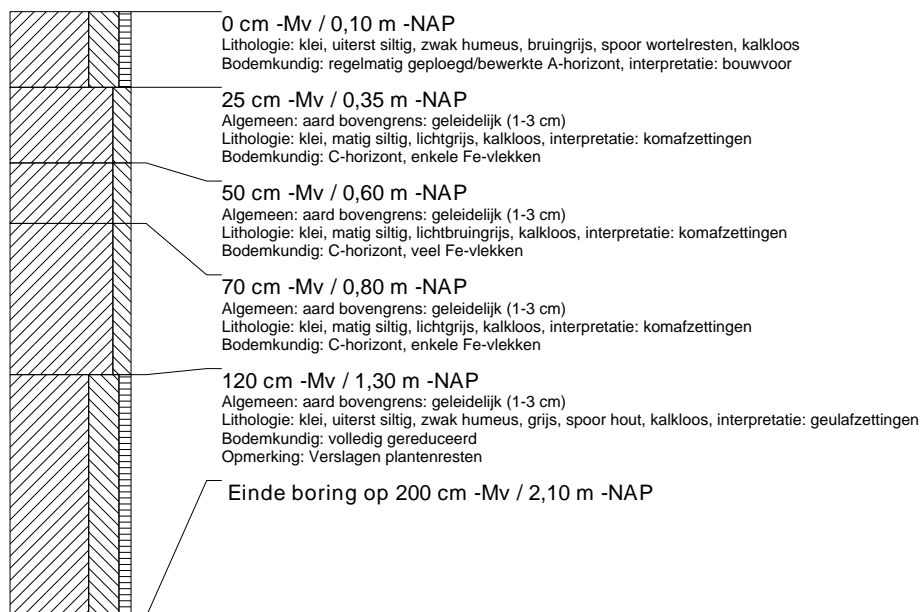 0 cm -Mv / 0,10 m -NAP
Lithologie: klei, uiterst siltig, zwak humeus, bruingrijs, spoor wortelresten, kalkloos
Bodemkundig: regelmatig geploegd/bewerkte A-horizont, interpretatie: bouwvoor
25 cm -Mv / 0,35 m -NAP
Algemeen: aard bovengrens: geleidelijk (1-3 cm)
Lithologie: klei, matig siltig, lichtgrijs, kalkloos, interpretatie: komafzettingen
Bodemkundig: C-horizont, enkele Fe-vlekken
50 cm -Mv / 0,60 m -NAP
Algemeen: aard bovengrens: geleidelijk (1-3 cm)
Lithologie: klei, matig siltig, lichtbruingrijs, kalkloos, interpretatie: komafzettingen
Bodemkundig: C-horizont, veel Fe-vlekken
70 cm -Mv / 0,80 m -NAP
Algemeen: aard bovengrens: geleidelijk (1-3 cm)
Lithologie: klei, matig siltig, lichtgrijs, kalkloos, interpretatie: komafzettingen
Bodemkundig: C-horizont, enkele Fe-vlekken
120 cm -Mv / 1,30 m -NAP
Algemeen: aard bovengrens: geleidelijk (1-3 cm)
Lithologie: klei, uiterst siltig, zwak humeus, grijs, spoor hout, kalkloos, interpretatie: geulafzettingen
Bodemkundig: volledig gereduceerd
Opmerking: Verslagen plantenresten
Einde boring op 200 cm -Mv / 2,10 m -NAP